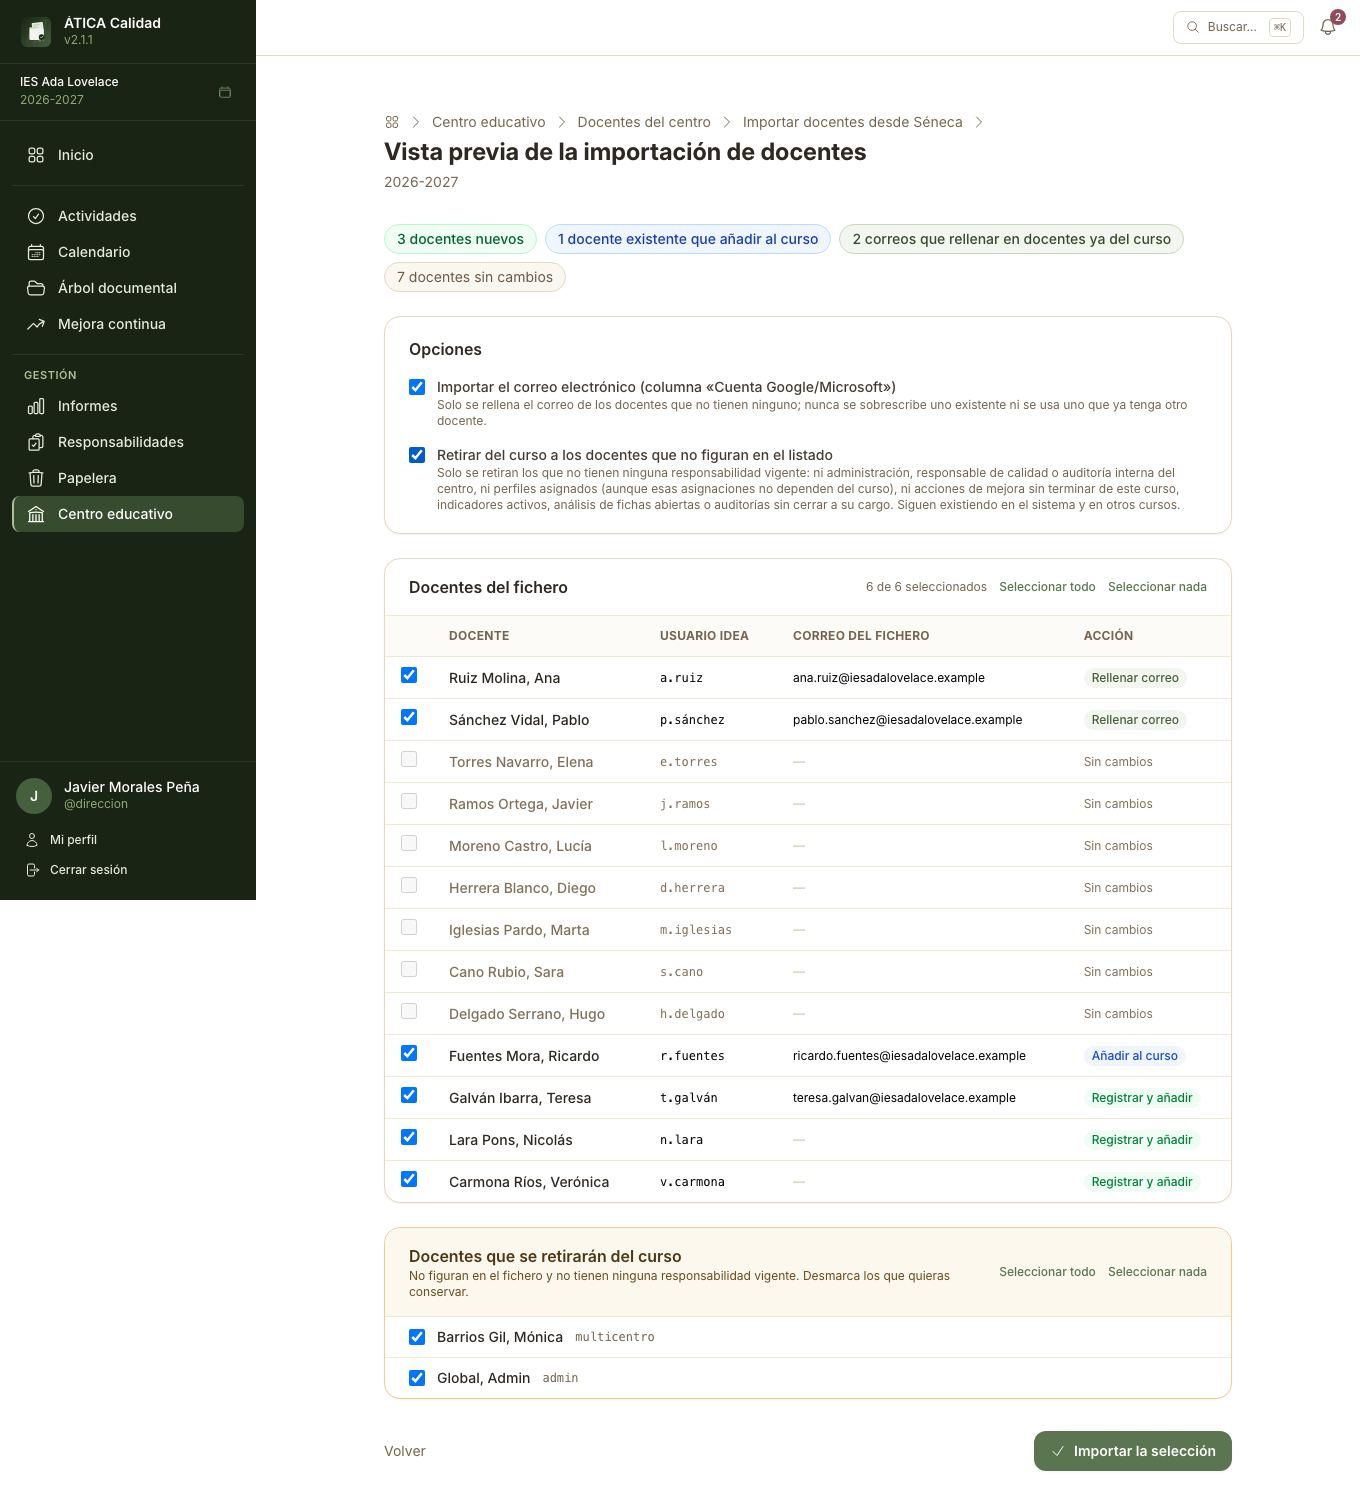 ÁTICA Calidad
v2.1.1
IES Ada Lovelace
2026-2027
Inicio
Actividades
Calendario
Árbol documental
Mejora continua
GESTIÓN
Informes
Responsabilidades
Papelera
Centro educativo
J
Javier Morales Peña
@direccion
Mi perfil
Cerrar sesión
Buscar... ⌘K
2
Centro educativo > Docentes del centro > Importar docentes desde Séneca >
Vista previa de la importación de docentes
2026-2027
3 docentes nuevos 1 docente existente que añadir al curso 2 correos que rellenar en docentes ya del curso
7 docentes sin cambios
Opciones
Importar el correo electrónico (columna «Cuenta Google/Microsoft»)
Solo se rellena el correo de los docentes que no tienen ninguno; nunca se sobrescribe uno existente ni se usa uno que ya tenga otro
docente.
Retirar del curso a los docentes que no figuran en el listado
Solo se retiran los que no tienen ninguna responsabilidad vigente: ni administración, responsable de calidad o auditoría interna del
centro, ni perfiles asignados (aunque esas asignaciones no dependen del curso), ni acciones de mejora sin terminar de este curso,
indicadores activos, análisis de fichas abiertas o auditorías sin cerrar a su cargo. Siguen existiendo en el sistema y en otros cursos.
Docentes del fichero 6 de 6 seleccionados Seleccionar todo Seleccionar nada
DOCENTE USUARIO IDEA CORREO DEL FICHERO ACCIÓN
Ruiz Molina, Ana a.ruiz ana.ruiz@iesadalovelace.example Rellenar correo
Sánchez Vidal, Pablo p.sánchez pablo.sanchez@iesadalovelace.example Rellenar correo
Torres Navarro, Elena e.torres — Sin cambios
Ramos Ortega, Javier j.ramos — Sin cambios
Moreno Castro, Lucía l.moreno — Sin cambios
Herrera Blanco, Diego d.herrera — Sin cambios
Iglesias Pardo, Marta m.iglesias — Sin cambios
Cano Rubio, Sara s.cano — Sin cambios
Delgado Serrano, Hugo h.delgado — Sin cambios
Fuentes Mora, Ricardo r.fuentes ricardo.fuentes@iesadalovelace.example Añadir al curso
Galván Ibarra, Teresa t.galván teresa.galvan@iesadalovelace.example Registrar y añadir
Lara Pons, Nicolás n.lara — Registrar y añadir
Carmona Ríos, Verónica v.carmona — Registrar y añadir
Docentes que se retirarán del curso
No figuran en el fichero y no tienen ninguna responsabilidad vigente. Desmarca los que quieras
conservar.
Seleccionar todo Seleccionar nada
Barrios Gil, Mónica multicentro
Global, Admin admin
Volver Importar la selección